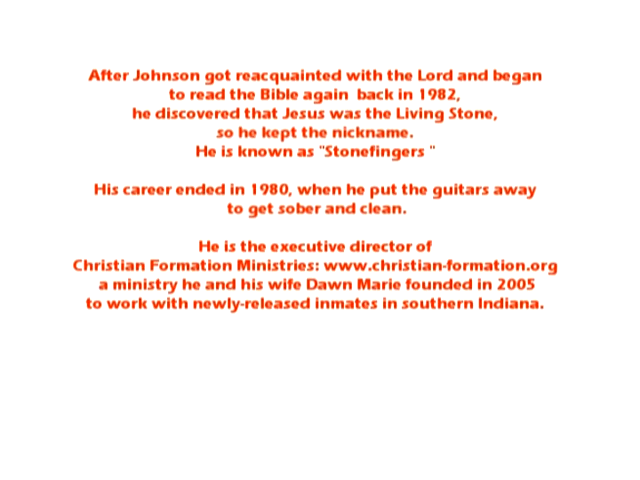 After Johnson got reacquainted with the Lord and began
to read the Bible again  back in 1982,
he discovered that Jesus was the Living Stone,
so he kept the nickname.
He is known as "Stonefingers "
His career ended in 1980, when he put the guitars away
to get sober and clean.
He is the executive director of
Christian Formation Ministries: www.christian-formation.org
a ministry he and his wife Dawn Marie founded in 2005
to work with newly-released inmates in southern Indiana.